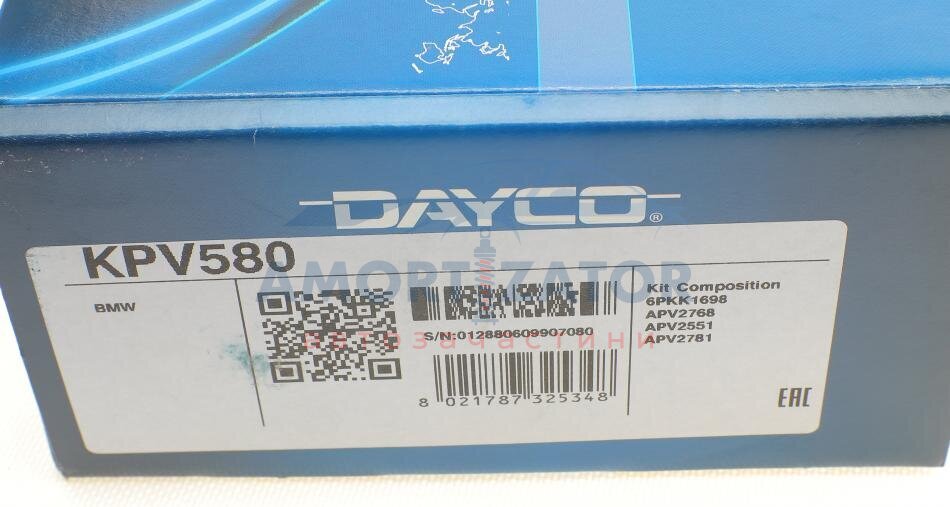 DAYCO®
KPV580
AMORTIZATOR
автозапчастини
BMW
S/N:012880609907080
8 021787 325348
Kit Composition
6PKK1698
APV2768
APV2551
APV2781
EAC